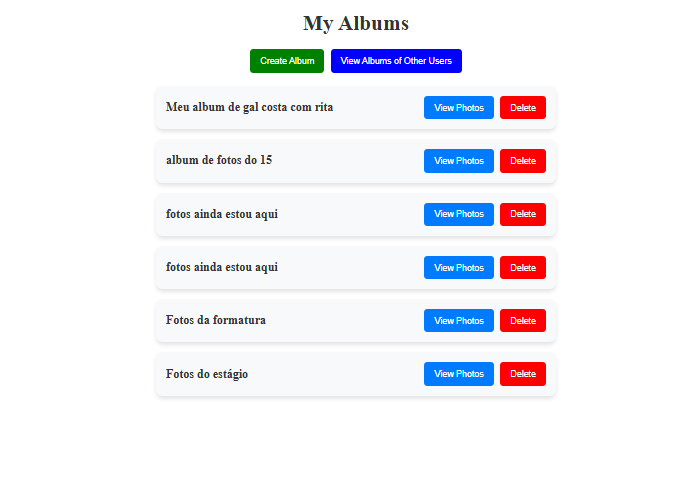 My Albums
Create Album View Albums of Other Users
Meu album de gal costa com rita View Photos Delete
album de fotos do 15 View Photos Delete
fotos ainda estou aqui View Photos Delete
fotos ainda estou aqui View Photos Delete
Fotos da formatura View Photos Delete
Fotos do estágio View Photos Delete